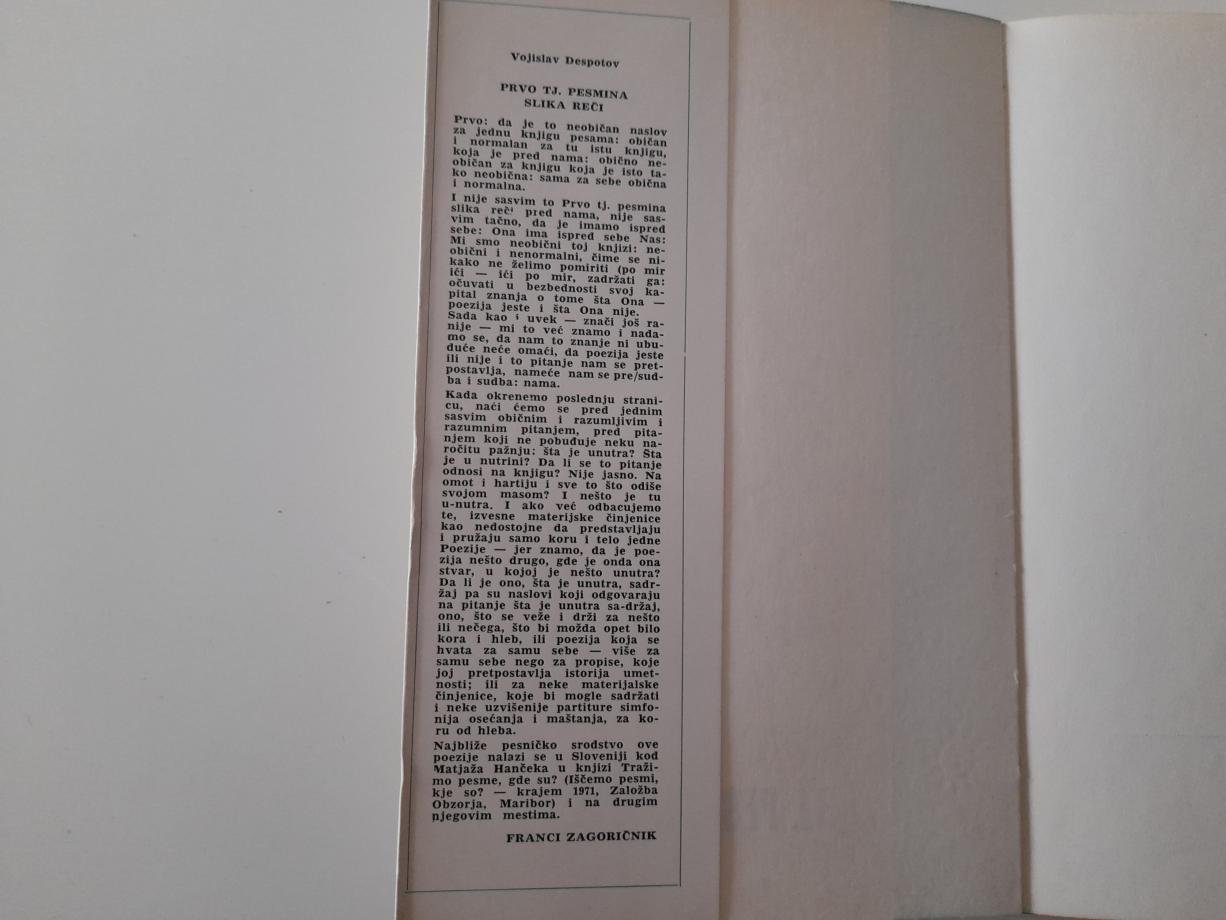 Vojislav Despotov
PRVO TJ. PESMINA
SLIKA REČI
Prvo: da je to neobičan naslov
za jednu knjigu pesama: običan
i normalan za tu istu knjigu,
koja je pred nama: obično ne-
običan za knjigu koja je isto ta-
ko neobična: sama za sebe obična
i normalna.
I nije sasvim to Prvo tj. pesmina
slika reči pred nama, nije sas-
vim tačno, da je imamo ispred
sebe: Ona ima ispred sebe Nas:
Mi smo neobični toj knjizi: ne-
obični i nenormalni, čime se ni-
kako ne želimo pomiriti (po mir
ići — ići po mir, zadržati ga:
očuvati u bezbednosti svoj ka-
pital znanja o tome šta Ona —
poezija jeste i šta Ona nije.
Sada kao i uvek — znači još ra-
nije — mi to već znamo i nada-
mo se, da nam to znanje ni ubu-
duće neće omaći, da poezija jeste
ili nije i to pitanje nam se pret-
postavlja, nameće nam se pre/sud-
ba i sudba: nama.
Kada okrenemo poslednju strani-
cu, naći ćemo se pred jednim
sasvim običnim i razumljivim i
razumnim pitanjem, pred pita-
njem koji ne pobuđuje neku na-
ročitu pažnju: šta je unutra? Šta
je u nutrini? Da li se to pitanje
odnosi na knjigu? Nije jasno. Na
omot i hartiju i sve to što odiše
svojom masom? I nešto je tu
u-nutra. I ako već odbacujemo
te, izvesne materijske činjenice
kao nedostojne da predstavljaju
i pružaju samo koru i telo jedne
Poezije — jer znamo, da je poe-
zija nešto drugo, gde je onda ona
stvar, u kojoj je nešto unutra?
Da li je ono, šta je unutra, sadr-
žaj pa su naslovi koji odgovaraju
na pitanje šta je unutra sa-držaj,
ono, što se veže i drži za nešto
ili nečega, što bi možda opet bilo
kora i hleb, ili poezija koja se
hvata za samu sebe — više za
samu sebe nego za propise, koje
joj pretpostavlja istorija umet-
nosti; ili za neke materijalske
činjenice, koje bi mogle sadržati
i neke uzvišenije partiture simfo-
nija osećanja i maštanja, za ko-
ru od hleba.
Najbliže pesničko srodstvo ove
poezije nalazi se u Sloveniji kod
Matjaža Hančeka u knjizi Traži-
mo pesme, gde su? (Iščemo pesmi,
kje so? — krajem 1971, Založba
Obzorja, Maribor) i na drugim
njegovim mestima.
FRANCI ZAGORIČNIK